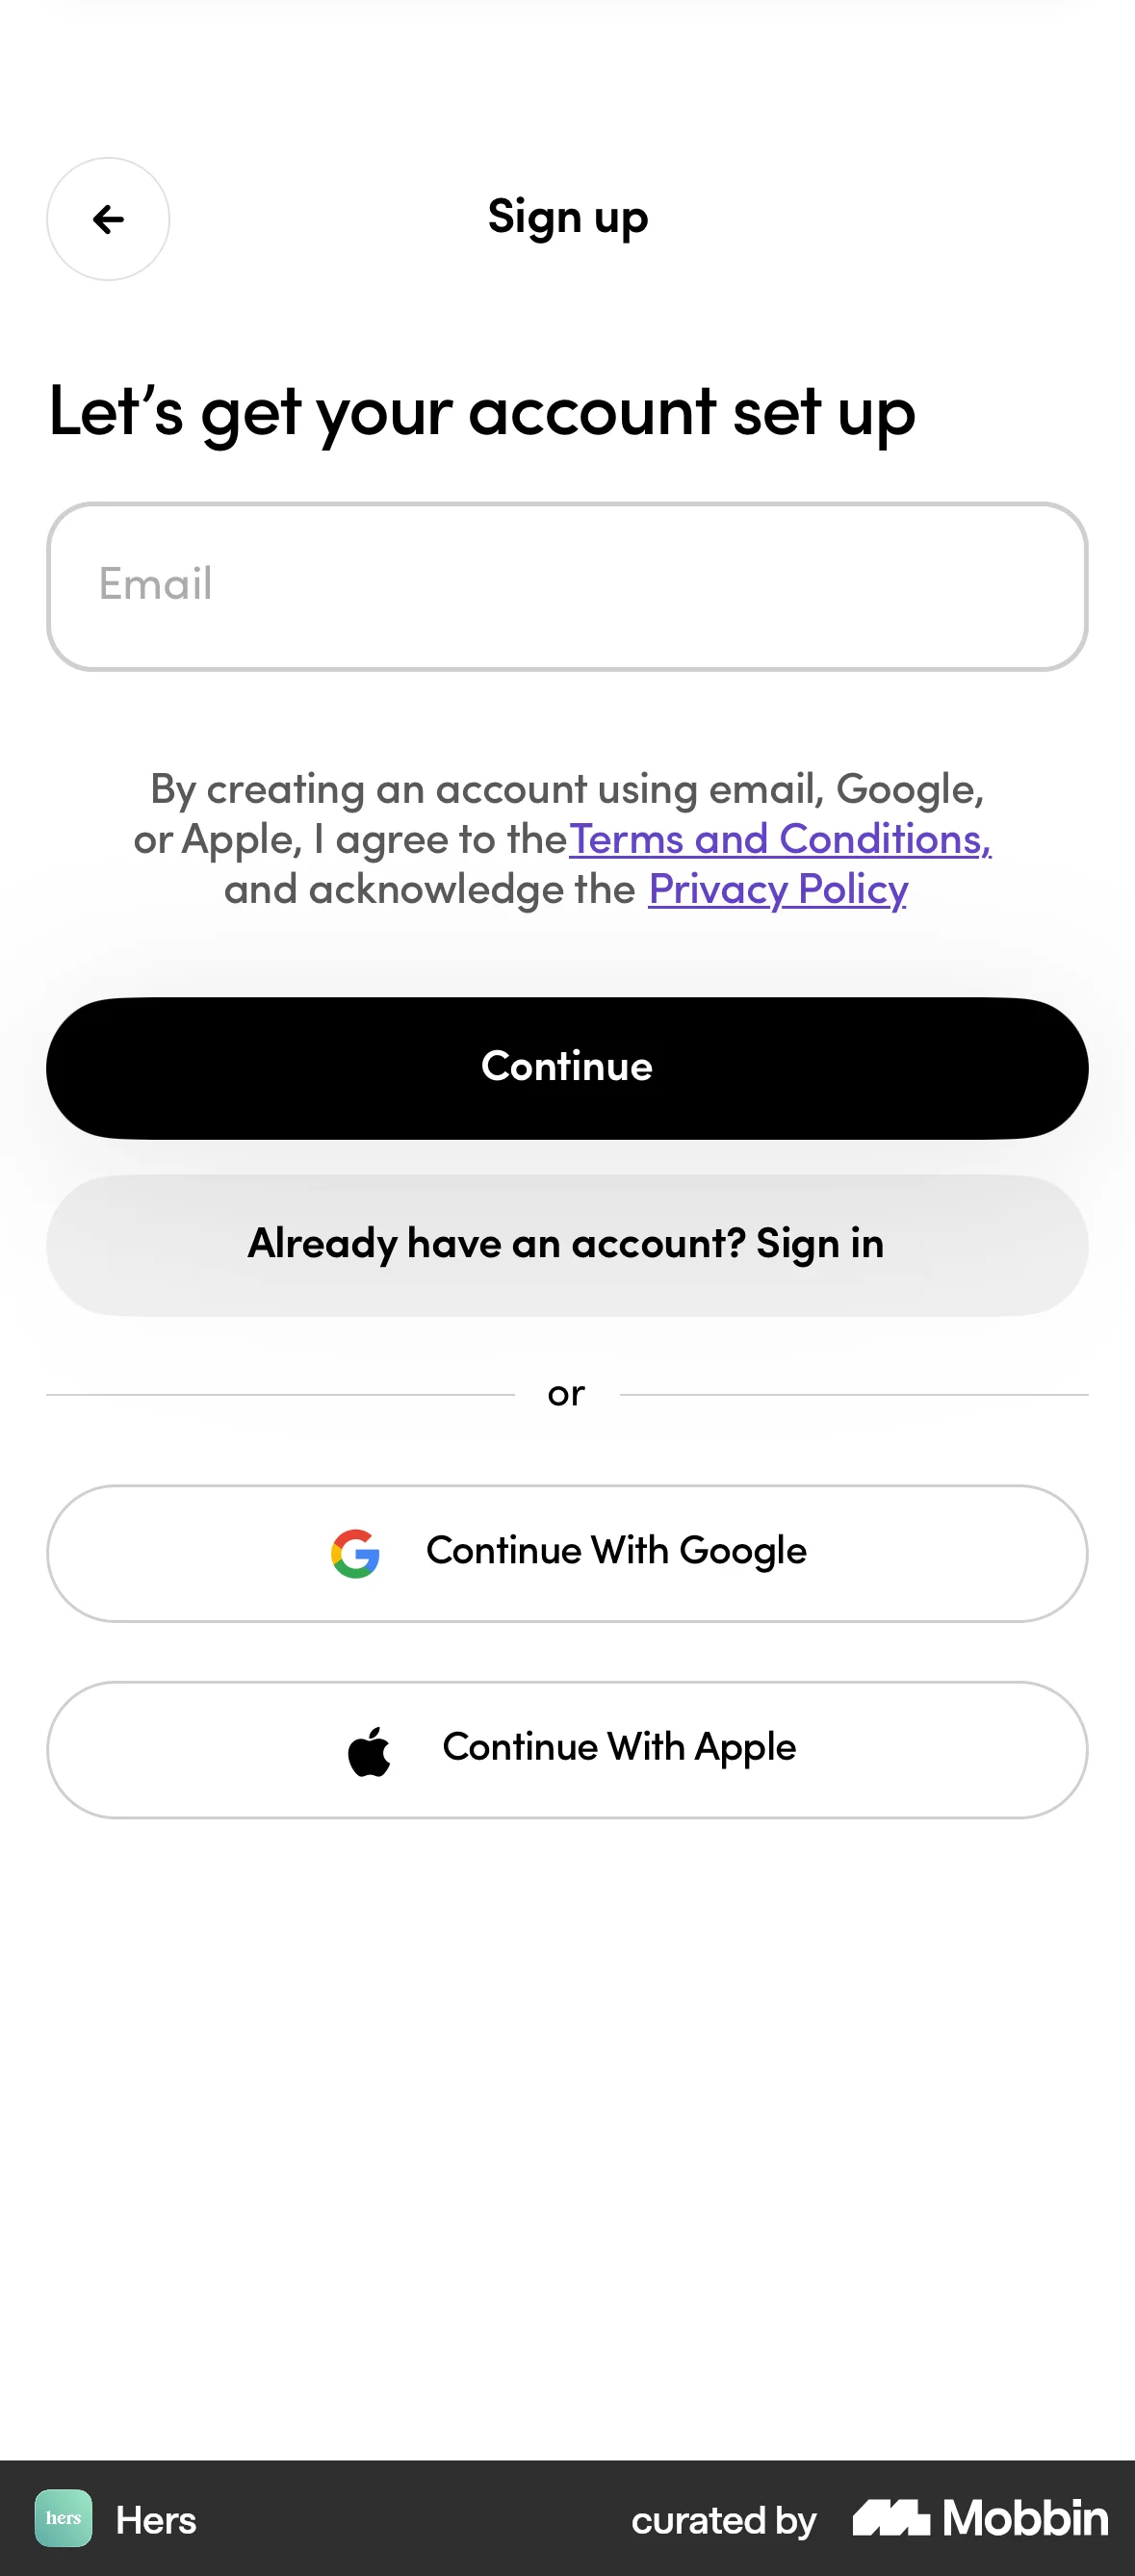 Sign up
Let’s get your account set up
Email
By creating an account using email, Google,
or Apple, I agree to the Terms and Conditions,
and acknowledge the Privacy Policy
Continue
Already have an account? Sign in
or
Continue With Google
Continue With Apple
hers Hers curated by Mobbin